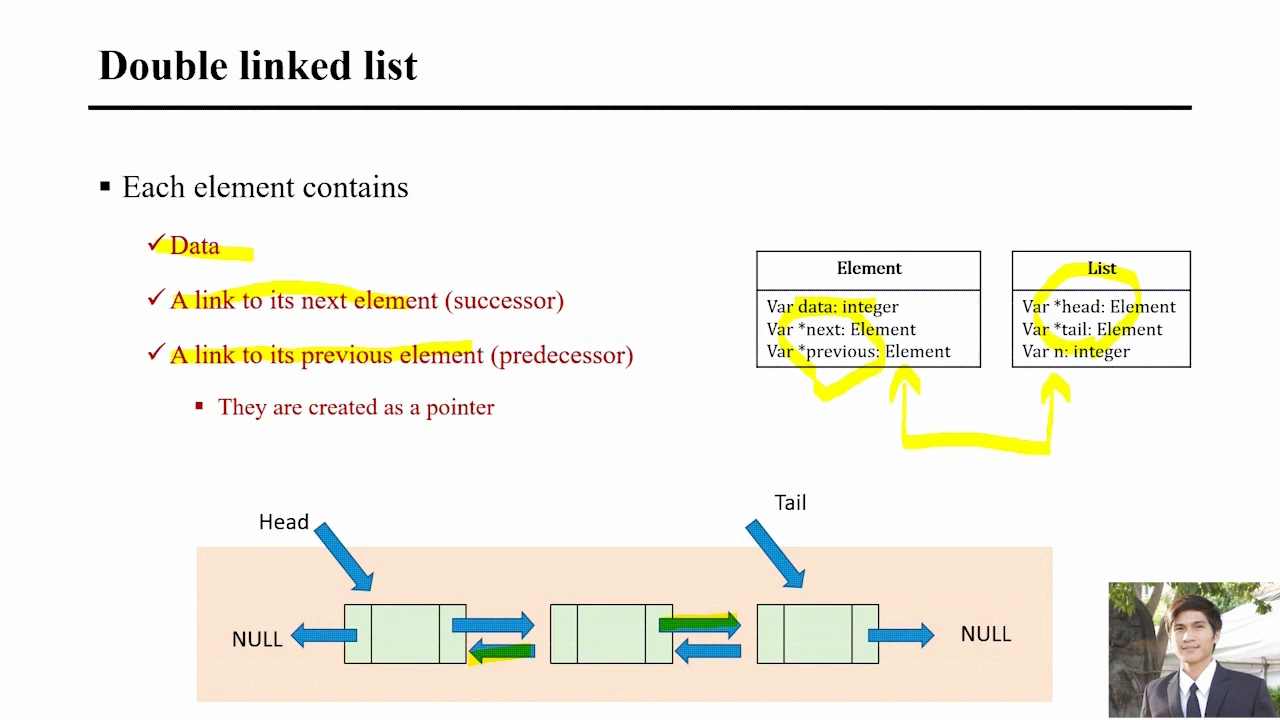 Double linked list
▪ Each element contains
✓ Data
✓ A link to its next element (successor)
✓ A link to its previous element (predecessor)
▪ They are created as a pointer
Element
Var data: integer
Var *next: Element
Var *previous: Element
List
Var *head: Element
Var *tail: Element
Var n: integer
Head
Tail
NULL
NULL